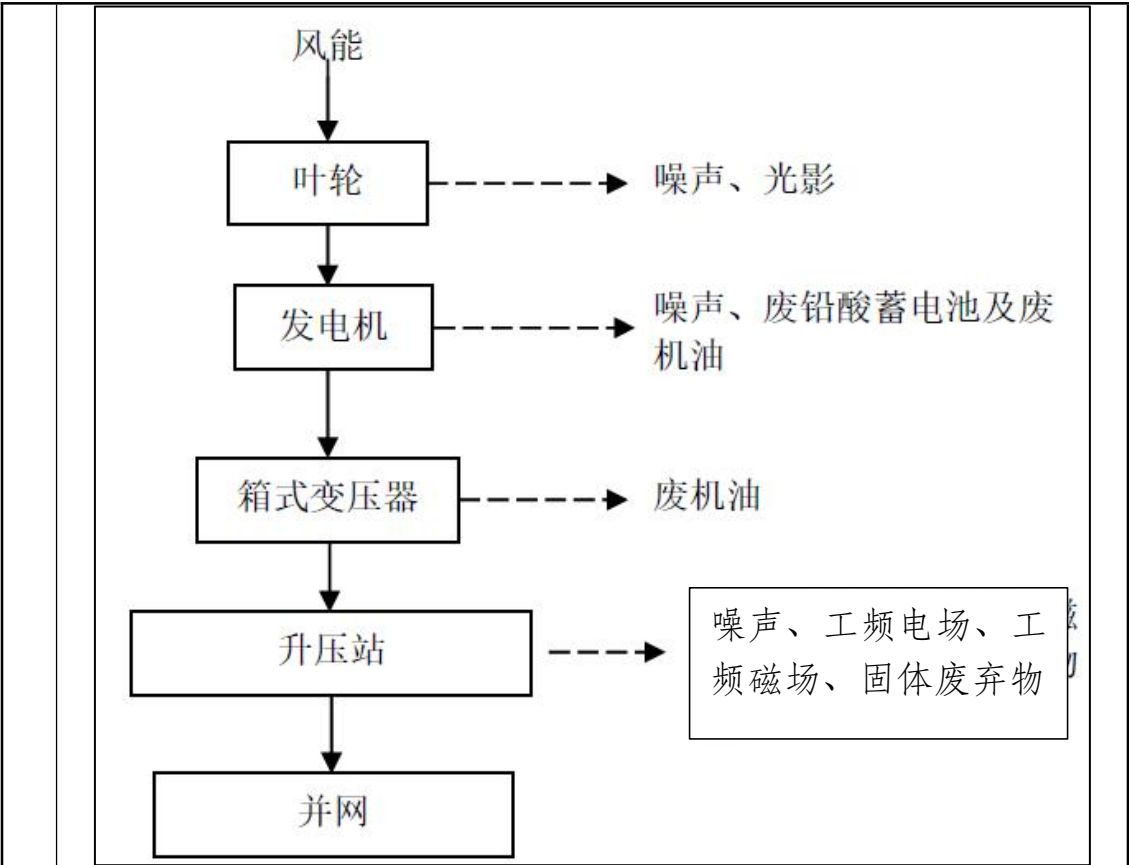 风能
叶轮
噪声、光影
发电机
噪声、废铅酸蓄电池及废
机油
箱式变压器
废机油
升压站
噪声、工频电场、工
频磁场、固体废弃物
并网